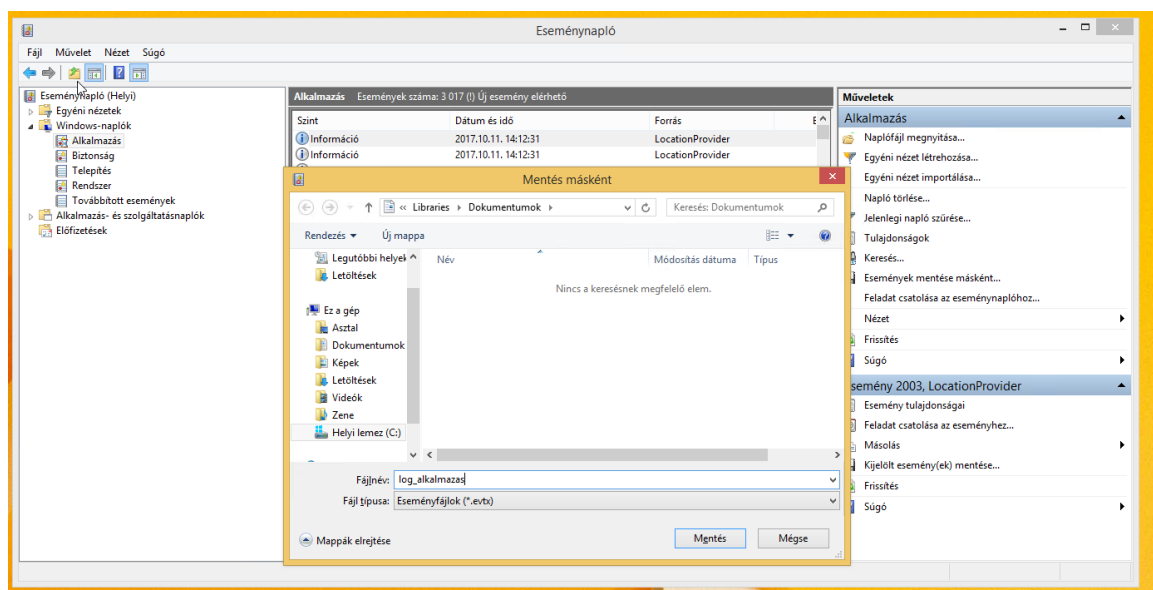 Eseménynapló
Fájl Művelet Nézet Súgó
Eseménynapló (Helyi)
Egyéni nézetek
Windows-naplók
Alkalmazás
Biztonság
Telepítés
Rendszer
Továbbított események
Alkalmazás- és szolgáltatásnaplók
Előfizetések
Alkalmazás Események száma: 3 017 (!) Új esemény elérhető
Szint Dátum és idő Forrás E
Információ 2017.10.11. 14:12:31 LocationProvider
Információ 2017.10.11. 14:12:31 LocationProvider
Mentés másként
« Libraries Dokumentumok
Keresés: Dokumentumok
Rendezés Új mappa
Legutóbbi helyek
Letöltések
Ez a gép
Asztal
Dokumentumok
Képek
Letöltések
Videók
Zene
Helyi lemez (C:)
Név Módosítás dátuma Típus
Nincs a keresésnek megfelelő elem.
Fájlnév: log_alkalmazas
Fájl típusa: Eseményfájlok (*.evtx)
Mappák elrejtése
Mentés Mégse
Műveletek
Alkalmazás
Naplófájl megnyitása...
Egyéni nézet létrehozása...
Egyéni nézet importálása...
Napló törlése...
Jelenlegi napló szűrése...
Tulajdonságok
Keresés...
Események mentése másként...
Feladat csatolása az eseménynaplóhoz...
Nézet
Frissítés
Súgó
semény 2003, LocationProvider
Esemény tulajdonságai
Feladat csatolása az eseményhez...
Másolás
Kijelölt esemény(ek) mentése...
Frissítés
Súgó